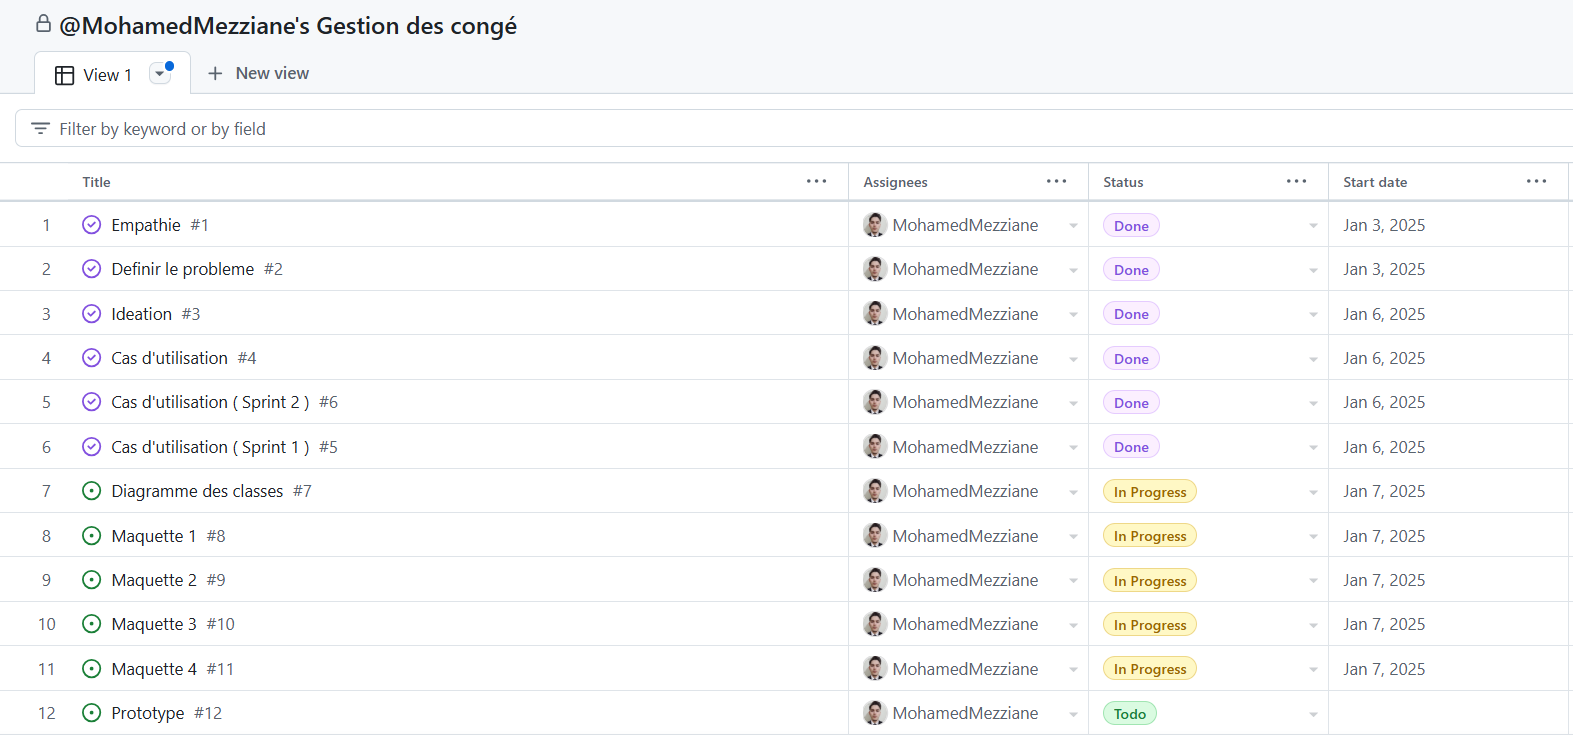 @MohamedMezziane's Gestion des congé
View 1 New view
Filter by keyword or by field
Title Assignees Status Start date
1 Empathie #1 MohamedMezziane Done Jan 3, 2025
2 Definir le probleme #2 MohamedMezziane Done Jan 3, 2025
3 Ideation #3 MohamedMezziane Done Jan 6, 2025
4 Cas d'utilisation #4 MohamedMezziane Done Jan 6, 2025
5 Cas d'utilisation ( Sprint 2 ) #6 MohamedMezziane Done Jan 6, 2025
6 Cas d'utilisation ( Sprint 1 ) #5 MohamedMezziane Done Jan 6, 2025
7 Diagramme des classes #7 MohamedMezziane In Progress Jan 7, 2025
8 Maquette 1 #8 MohamedMezziane In Progress Jan 7, 2025
9 Maquette 2 #9 MohamedMezziane In Progress Jan 7, 2025
10 Maquette 3 #10 MohamedMezziane In Progress Jan 7, 2025
11 Maquette 4 #11 MohamedMezziane In Progress Jan 7, 2025
12 Prototype #12 MohamedMezziane Todo